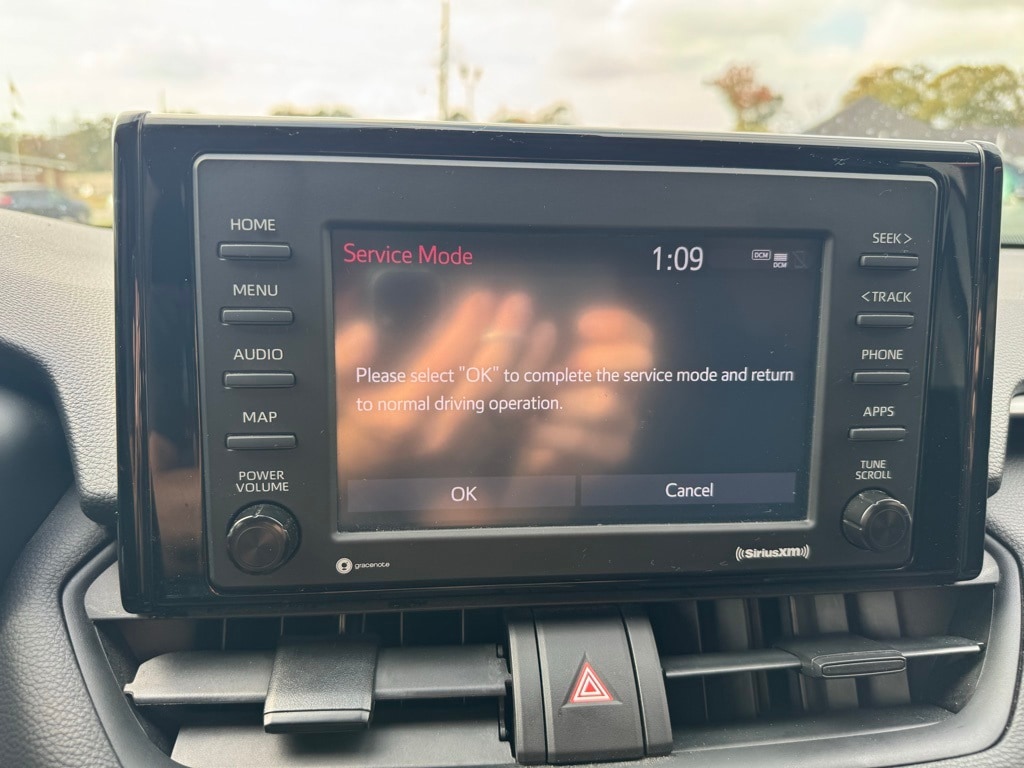 HOME
MENU
AUDIO
MAP
POWER
VOLUME
Service Mode
1:09
DCM
DCM
Please select "OK" to complete the service mode and return
to normal driving operation.
OK
Cancel
gracenote
((SiriusXM))
SEEK >
< TRACK
PHONE
APPS
TUNE
SCROLL